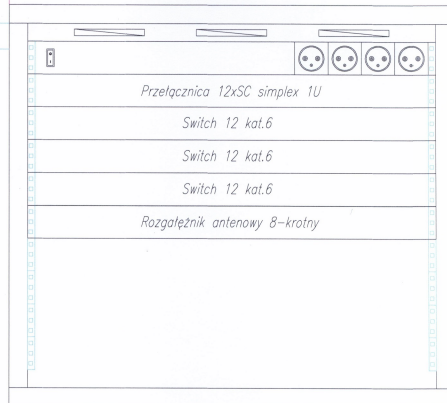 Przełącznica 12xSC simplex 1U
Switch 12 kat.6
Switch 12 kat.6
Switch 12 kat.6
Rozgałęźnik antenowy 8-krotny